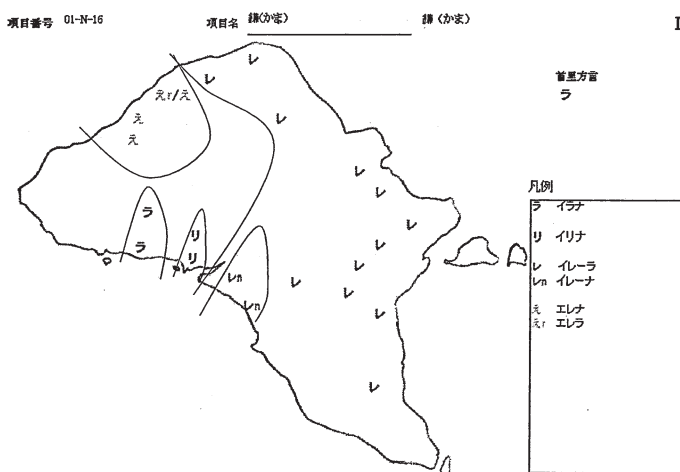 項目番号 01-N-16 項目名 鎌(かま) 鎌(かま)
首里方言
ラ
レ
レ
えr/え
え
え
レ
レ
レ
ラ
レ
リ
ラ
レ
リ
レ
レn
レ
レ
レn
レ
レ
凡例
ラ イラナ
リ イリナ
レ イレーラ
レn イレーナ
え エレナ
えr エレラ